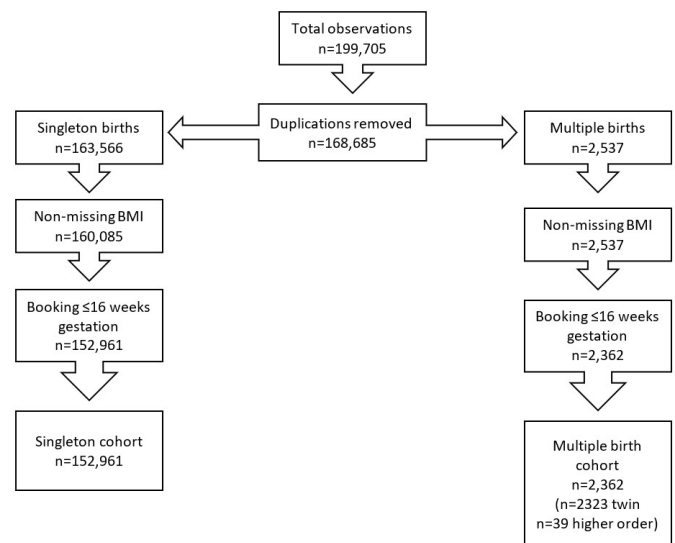 Total observations
n=199,705
Duplications removed
n=168,685
Singleton births
n=163,566
Non-missing BMI
n=160,085
Booking ≤16 weeks
gestation
n=152,961
Singleton cohort
n=152,961
Multiple births
n=2,537
Non-missing BMI
n=2,537
Booking ≤16 weeks
gestation
n=2,362
Multiple birth
cohort
n=2,362
(n=2323 twin
n=39 higher order)